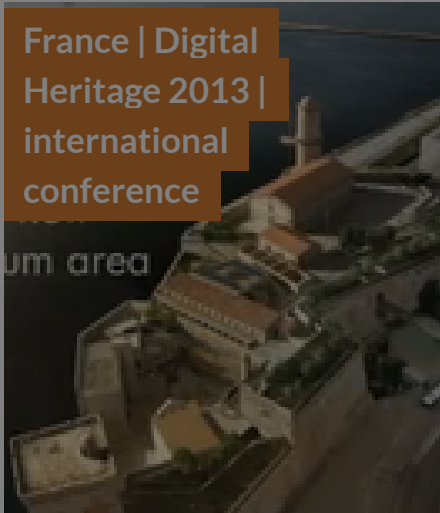 France | Digital
Heritage 2013 |
international
conference
um area